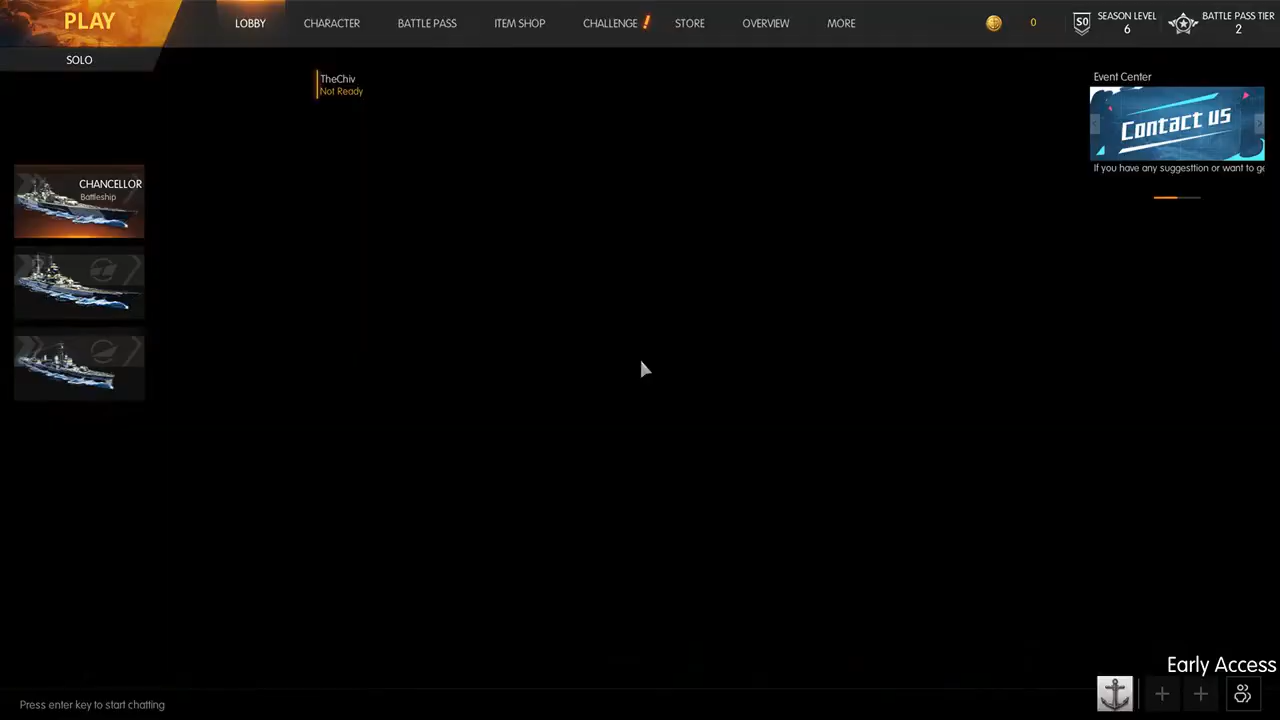 PLAY
LOBBY
CHARACTER
BATTLE PASS
ITEM SHOP
CHALLENGE
STORE
OVERVIEW
MORE
0
S0
SEASON LEVEL
6
BATTLE PASS TIER
2
SOLO
TheChiv
Not Ready
Event Center
Contact us
If you have any suggesttion or want to ge
CHANCELLOR
Battleship
Early Access
Press enter key to start chatting